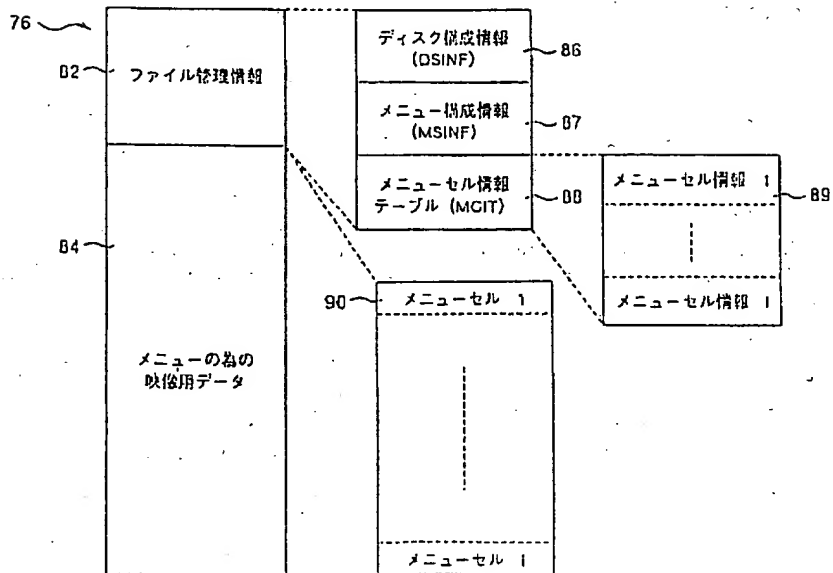 76
82
ファイル管理情報
84
メニューの為の
映像用データ
ディスク構成情報
(DSINF)
86
メニュー構成情報
(MSINF)
87
メニューセル情報
テーブル (MCIT)
88
メニューセル情報 1
89
メニューセル情報 i
90
メニューセル 1
メニューセル i